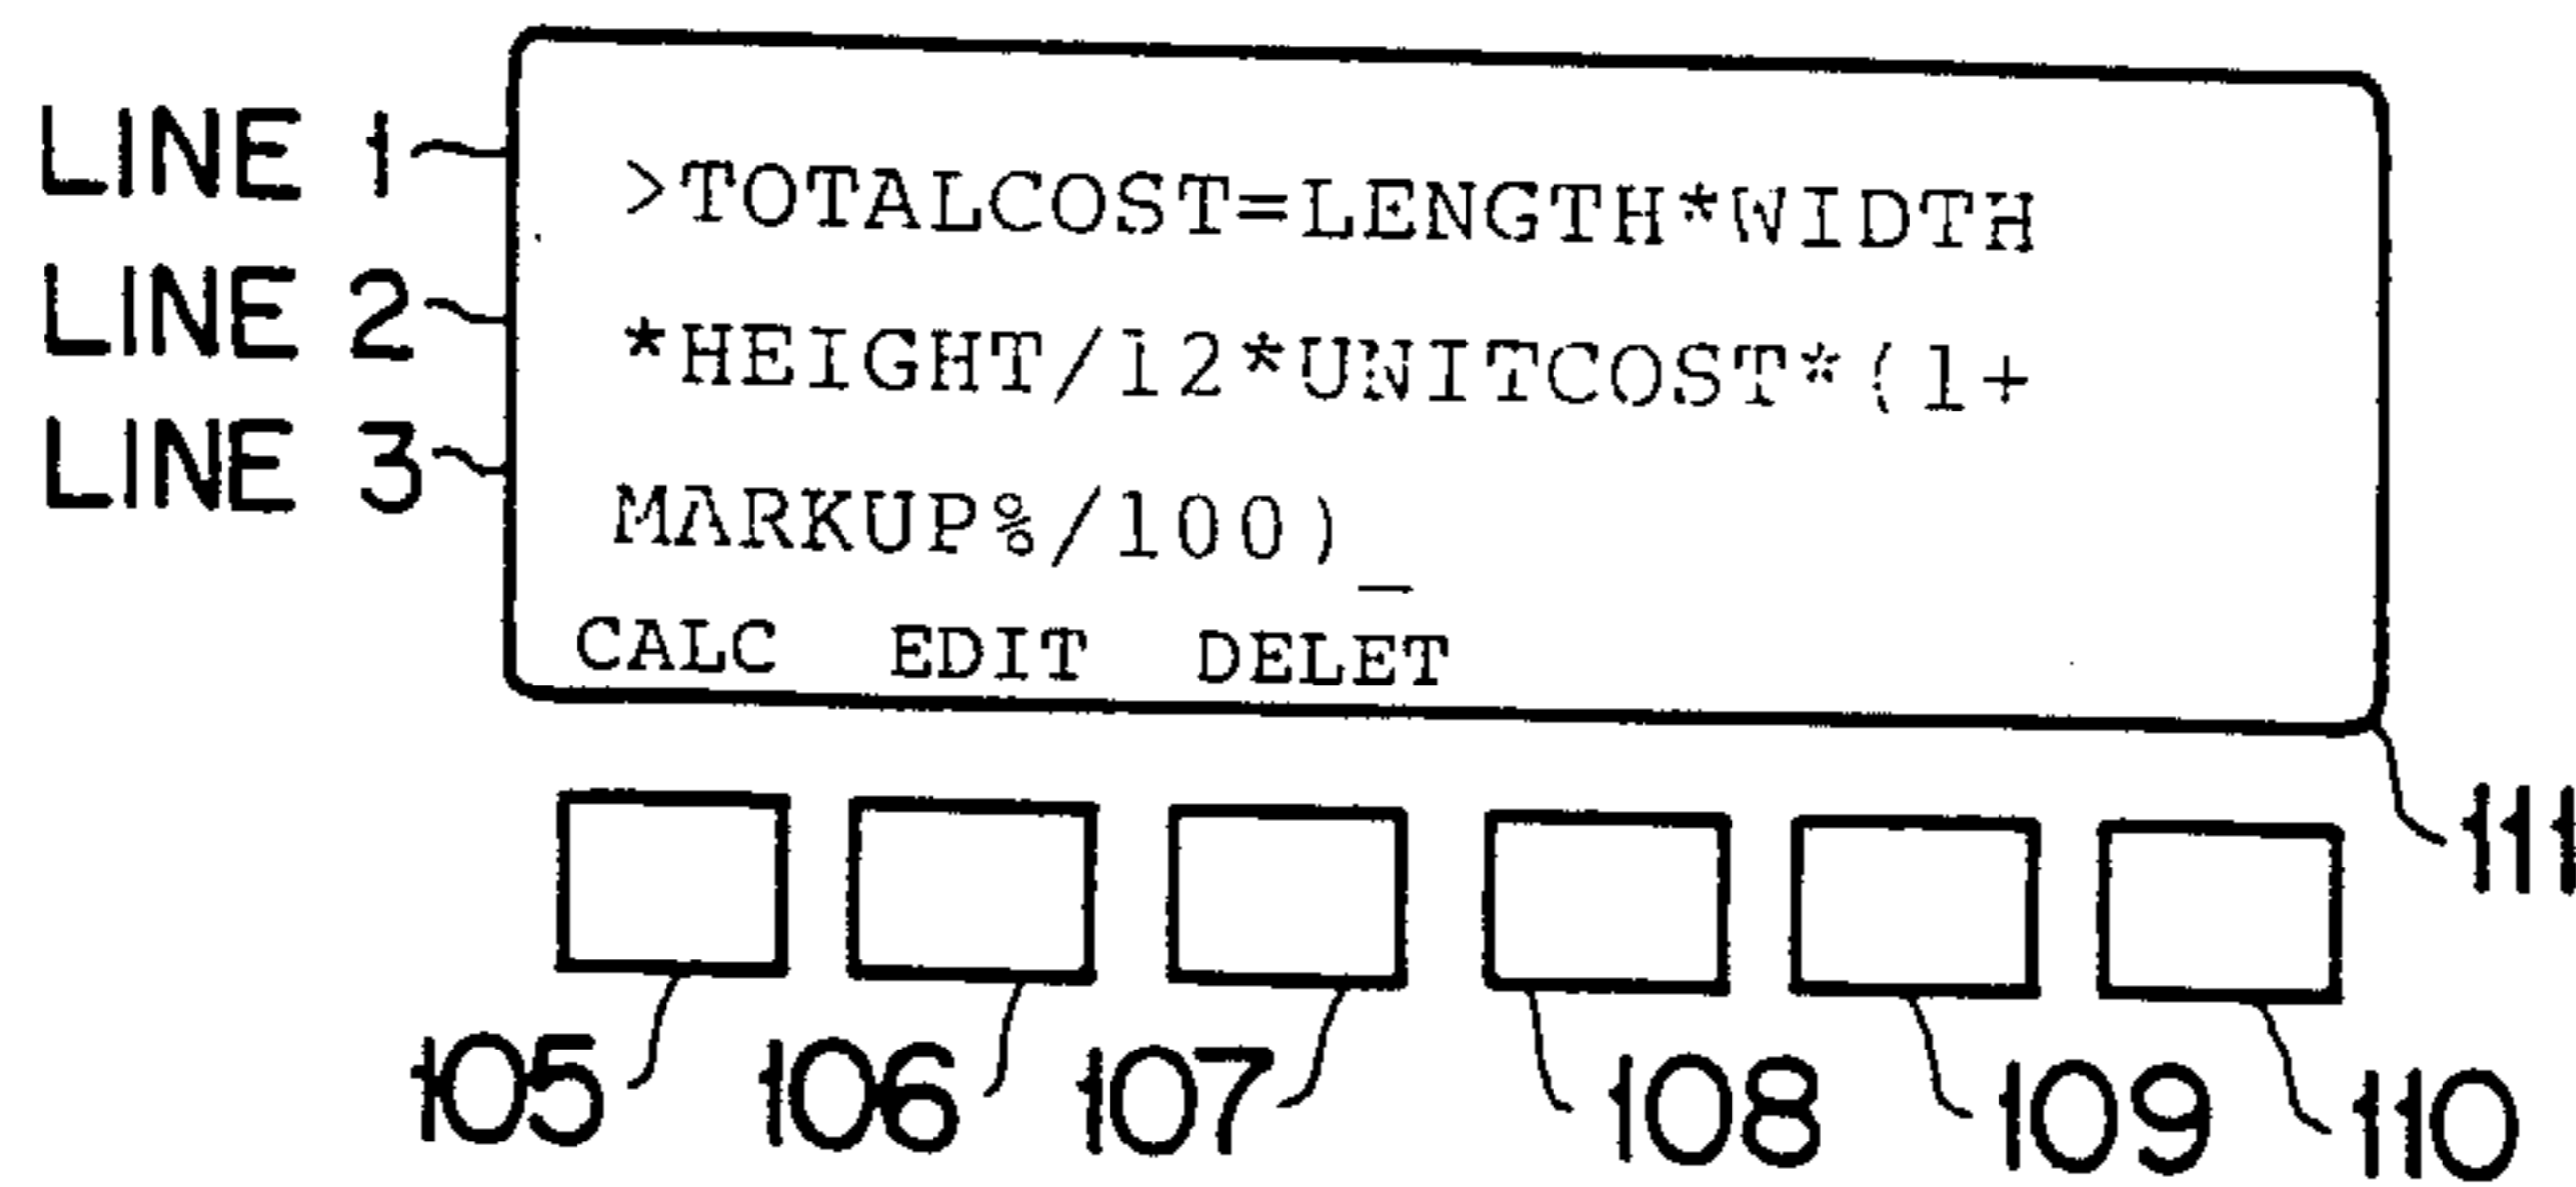 LINE 1
>TOTALCOST=LENGTH*WIDTH
LINE 2
*HEIGHT/12*UNITCOST*(1+
LINE 3
MARKUP%/100)_
CALC EDIT DELET
111
105 106 107 108 109 110